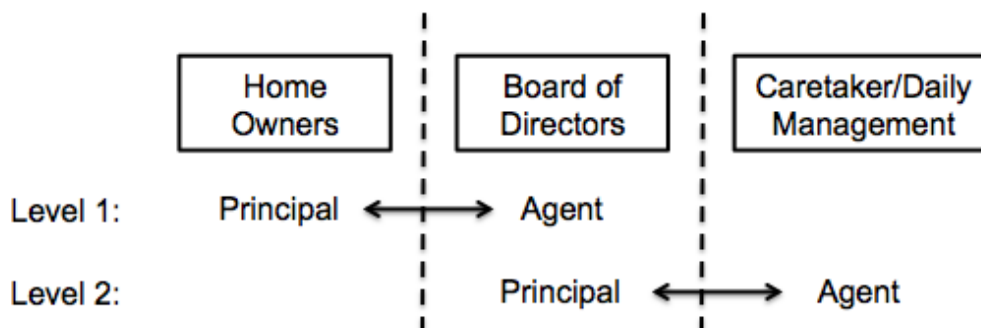 Home
Owners
Board of
Directors
Caretaker/Daily
Management
Level 1:
Principal
Agent
Level 2:
Principal
Agent